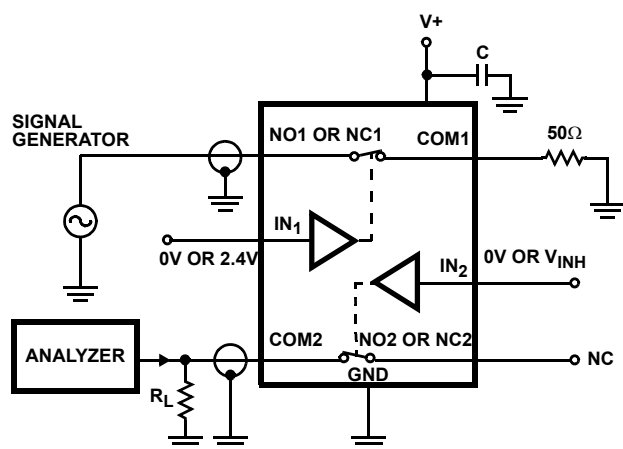 V+
C
SIGNAL
GENERATOR
NO1 OR NC1
COM1
50Ω
IN1
0V OR 2.4V
IN2
0V OR VINH
COM2
NO2 OR NC2
ANALYZER
NC
GND
RL